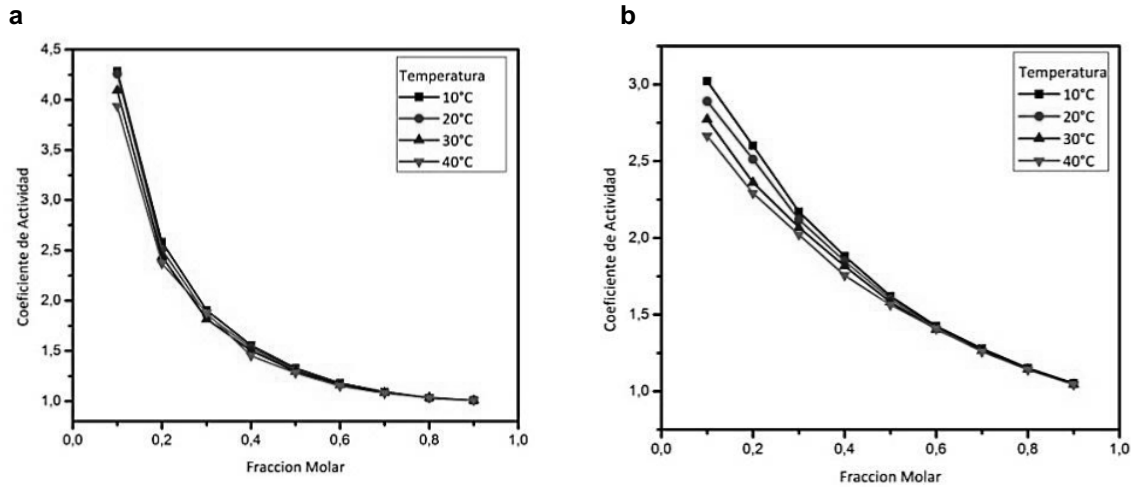 a
4,5
4,0
3,5
3,0
2,5
2,0
1,5
1,0
0,0
0,2
0,4
0,6
0,8
1,0
Coeficiente de Actividad
Fraccion Molar
Temperatura
10°C
20°C
30°C
40°C
b
3,0
2,5
2,0
1,5
1,0
0,0
0,2
0,4
0,6
0,8
1,0
Coeficiente de Actividad
Fraccion Molar
Temperatura
10°C
20°C
30°C
40°C